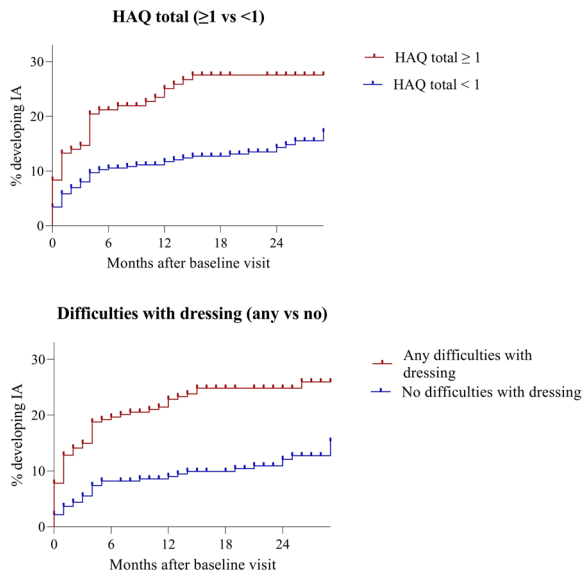 HAQ total (≥1 vs <1)
30
20
10
0
% developing IA
0 6 12 18 24
Months after baseline visit
HAQ total ≥ 1
HAQ total < 1
Difficulties with dressing (any vs no)
30
20
10
0
% developing IA
0 6 12 18 24
Months after baseline visit
Any difficulties with
dressing
No difficulties with dressing